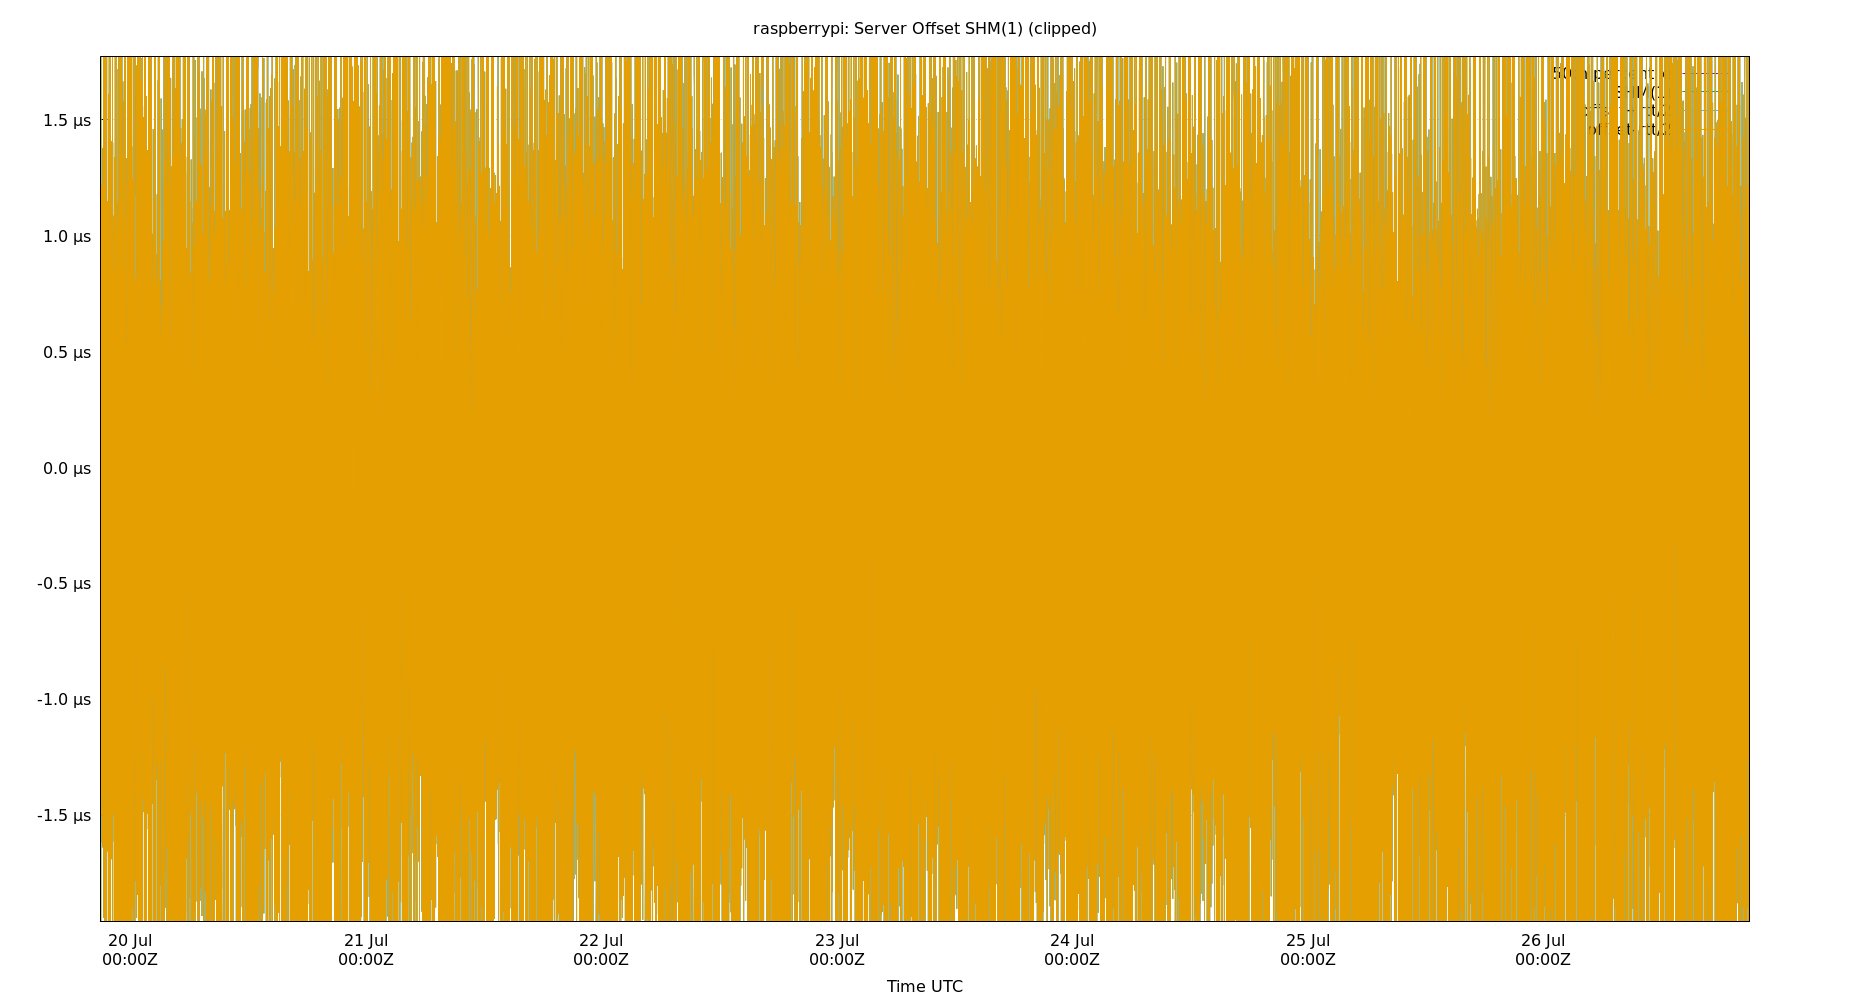 raspberrypi: Server Offset SHM(1) (clipped)
1.5 µs
1.0 µs
0.5 µs
0.0 µs
-0.5 µs
-1.0 µs
-1.5 µs
SHM(1)
20 Jul 21 Jul 22 Jul 23 Jul 24 Jul 25 Jul 26 Jul
00:00Z 00:00Z 00:00Z 00:00Z 00:00Z 00:00Z 00:00Z
Time UTC